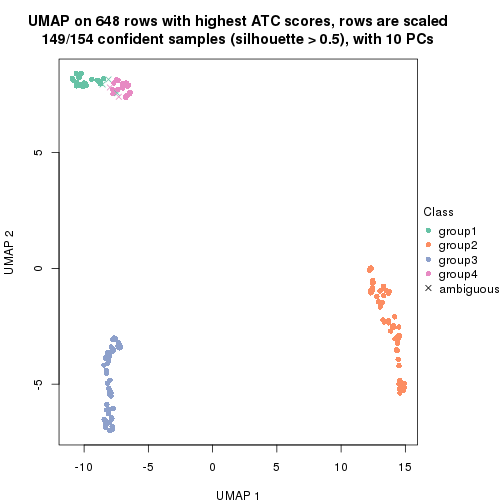 UMAP on 648 rows with highest ATC scores, rows are scaled
149/154 confident samples (silhouette > 0.5), with 10 PCs
5
0
-5
UMAP 2
-10
-5
0
5
10
15
UMAP 1
Class
group1
group2
group3
group4
ambiguous